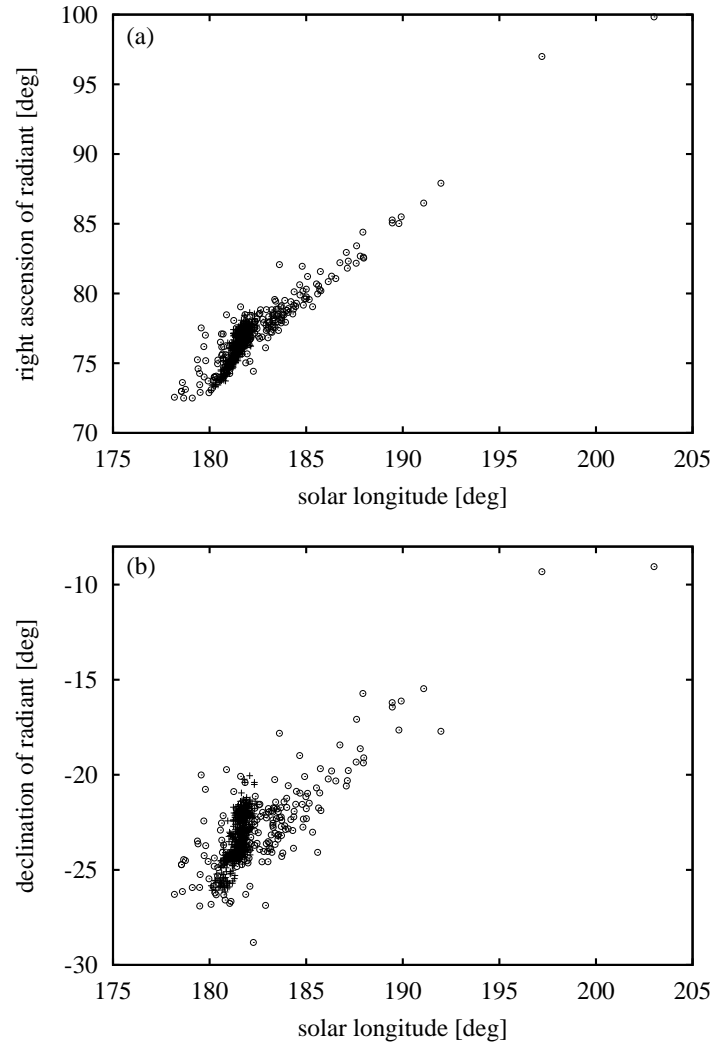 100
95
90
85
80
75
70
(a)
right ascension of radiant [deg]
175 180 185 190 195 200 205
solar longitude [deg]
-10
-15
-20
-25
-30
(b)
declination of radiant [deg]
175 180 185 190 195 200 205
solar longitude [deg]